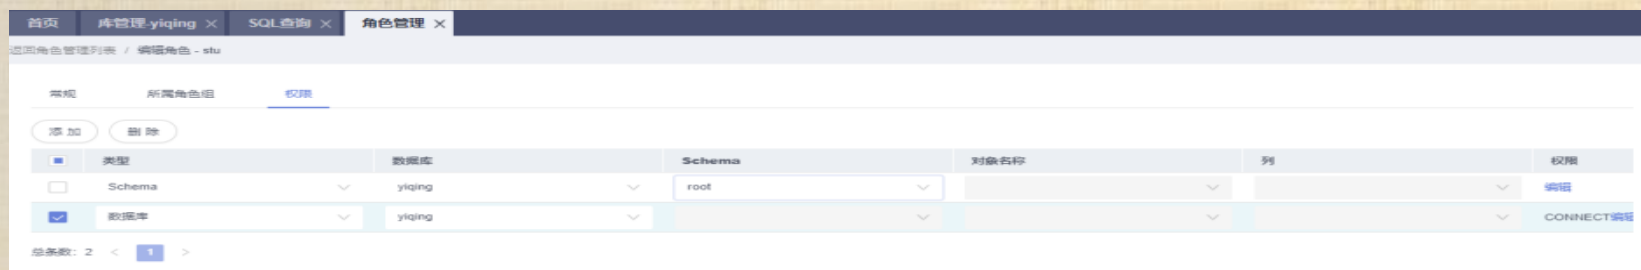 首页 库管理-yiqing × SQL查询 × 角色管理 ×
返回角色管理列表 / 编辑角色 - stu
常规 所属角色组 权限
添加 删除
类型 数据库 Schema 对象名称 列 权限
Schema yiqing root 编辑
数据库 yiqing CONNECT编辑
总条数: 2 < 1 >